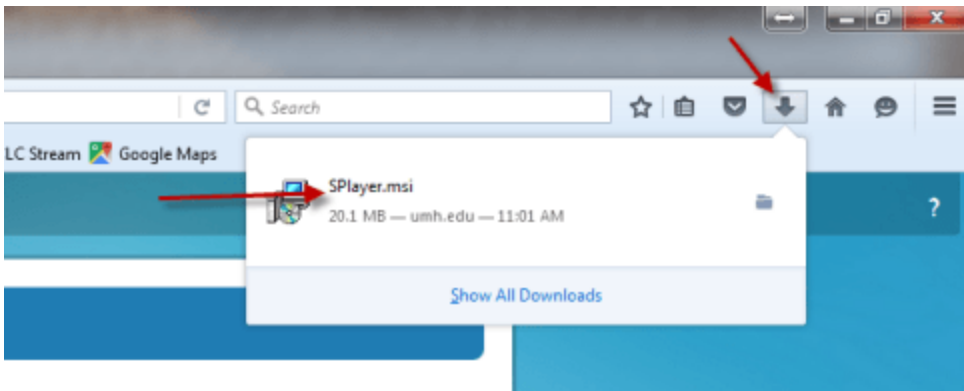 Search
LC Stream Google Maps
SPlayer.msi
20.1 MB — umh.edu — 11:01 AM
?
Show All Downloads